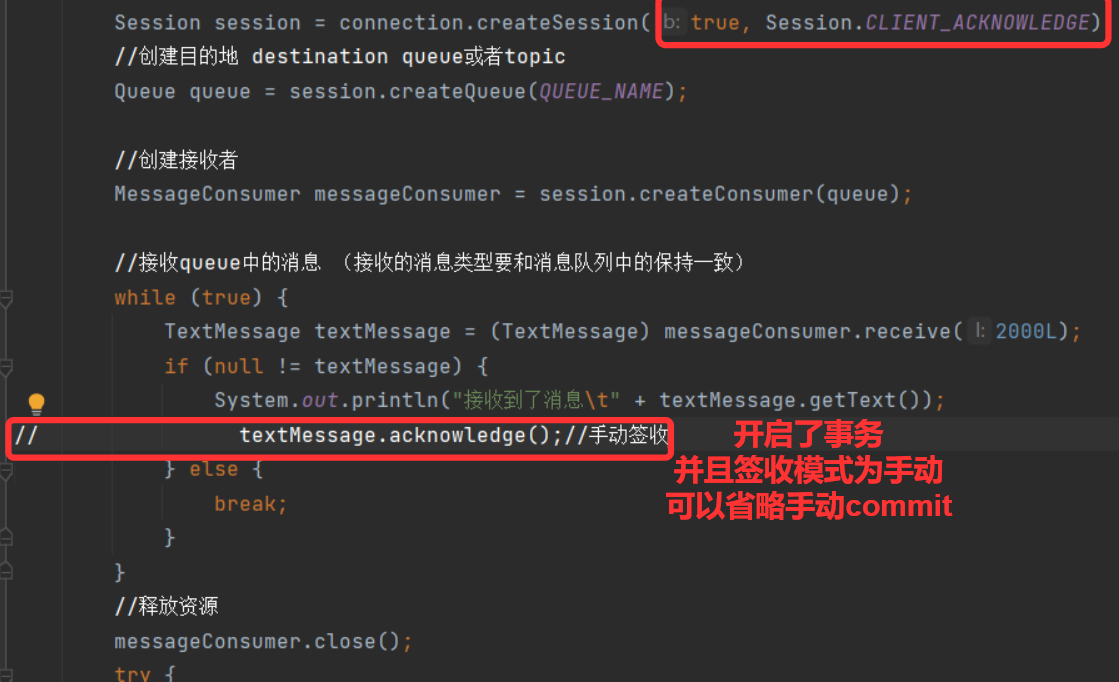 Session session = connection.createSession( b: true, Session.CLIENT_ACKNOWLEDGE)
//创建目的地 destination queue或者topic
Queue queue = session.createQueue(QUEUE_NAME);
//创建接收者
MessageConsumer messageConsumer = session.createConsumer(queue);
//接收queue中的消息 （接收的消息类型要和消息队列中的保持一致）
while (true) {
TextMessage textMessage = (TextMessage) messageConsumer.receive( l: 2000L);
if (null != textMessage) {
System.out.println("接收到了消息\t" + textMessage.getText());
// textMessage.acknowledge();//手动签收
开启了事务
并且签收模式为手动
可以省略手动commit
} else {
break;
}
}
//释放资源
messageConsumer.close();
try {